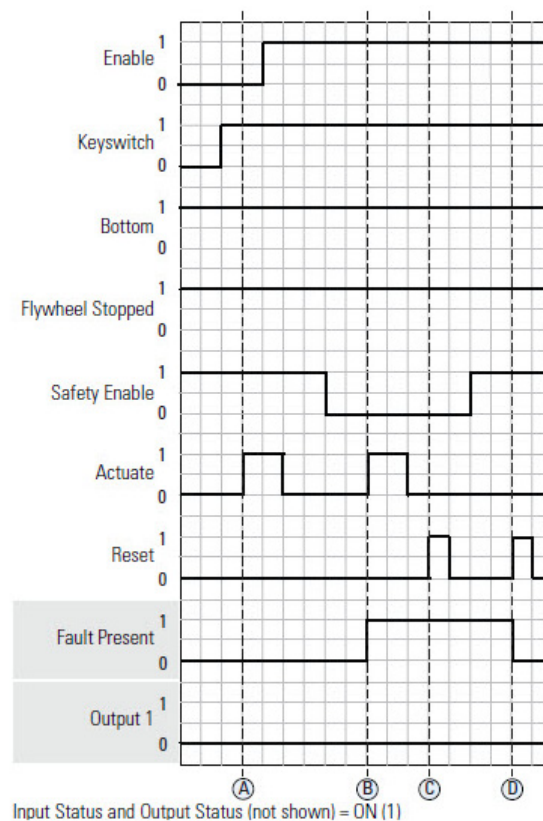 1
Enable
0
1
Keyswitch
0
1
Bottom
0
1
Flywheel Stopped
0
1
Safety Enable
0
1
Actuate
0
1
Reset
0
1
Fault Present
0
1
Output 1
0
A B C D
Input Status and Output Status (not shown) = ON (1)